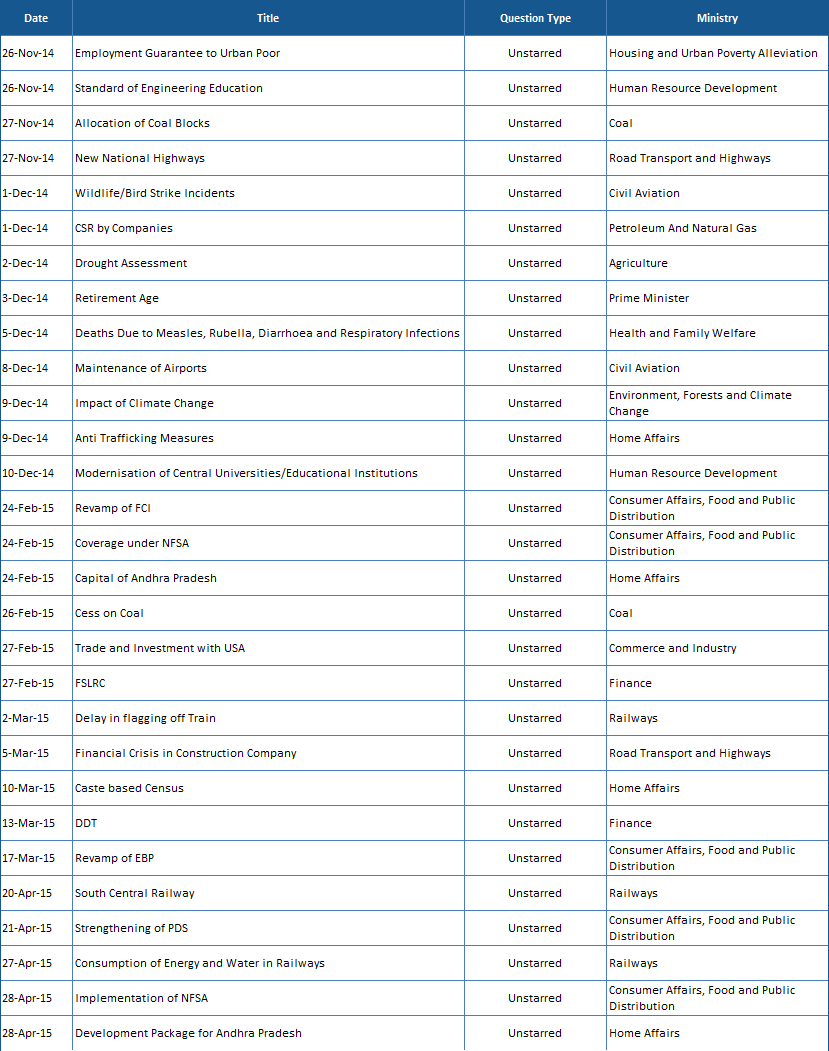 Date Title Question Type Ministry
26-Nov-14 Employment Guarantee to Urban Poor Unstarred Housing and Urban Poverty Alleviation
26-Nov-14 Standard of Engineering Education Unstarred Human Resource Development
27-Nov-14 Allocation of Coal Blocks Unstarred Coal
27-Nov-14 New National Highways Unstarred Road Transport and Highways
1-Dec-14 Wildlife/Bird Strike Incidents Unstarred Civil Aviation
1-Dec-14 CSR by Companies Unstarred Petroleum And Natural Gas
2-Dec-14 Drought Assessment Unstarred Agriculture
3-Dec-14 Retirement Age Unstarred Prime Minister
5-Dec-14 Deaths Due to Measles, Rubella, Diarrhoea and Respiratory Infections Unstarred Health and Family Welfare
8-Dec-14 Maintenance of Airports Unstarred Civil Aviation
9-Dec-14 Impact of Climate Change Unstarred Environment, Forests and Climate
Change
9-Dec-14 Anti Trafficking Measures Unstarred Home Affairs
10-Dec-14 Modernisation of Central Universities/Educational Institutions Unstarred Human Resource Development
24-Feb-15 Revamp of FCI Unstarred Consumer Affairs, Food and Public
Distribution
24-Feb-15 Coverage under NFSA Unstarred Consumer Affairs, Food and Public
Distribution
24-Feb-15 Capital of Andhra Pradesh Unstarred Home Affairs
26-Feb-15 Cess on Coal Unstarred Coal
27-Feb-15 Trade and Investment with USA Unstarred Commerce and Industry
27-Feb-15 FSLRC Unstarred Finance
2-Mar-15 Delay in flagging off Train Unstarred Railways
5-Mar-15 Financial Crisis in Construction Company Unstarred Road Transport and Highways
10-Mar-15 Caste based Census Unstarred Home Affairs
13-Mar-15 DDT Unstarred Finance
17-Mar-15 Revamp of EBP Unstarred Consumer Affairs, Food and Public
Distribution
20-Apr-15 South Central Railway Unstarred Railways
21-Apr-15 Strengthening of PDS Unstarred Consumer Affairs, Food and Public
Distribution
27-Apr-15 Consumption of Energy and Water in Railways Unstarred Railways
28-Apr-15 Implementation of NFSA Unstarred Consumer Affairs, Food and Public
Distribution
28-Apr-15 Development Package for Andhra Pradesh Unstarred Home Affairs